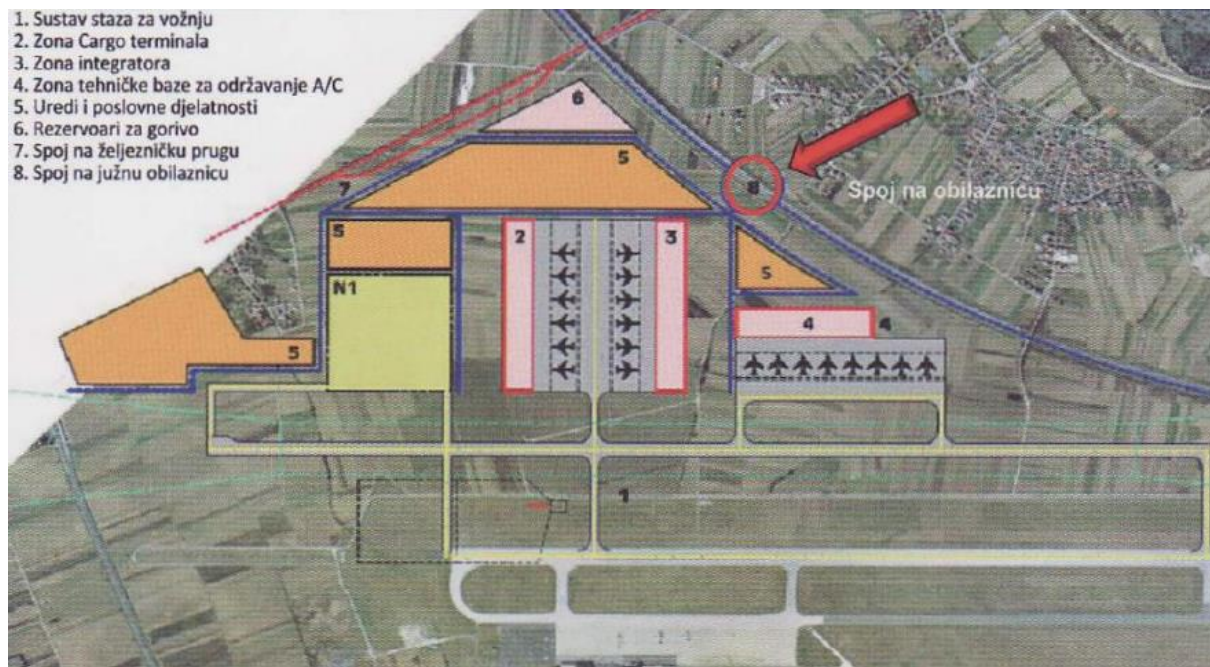 1. Sustav staza za vožnju
2. Zona Cargo terminala
3. Zona integratora
4. Zona tehničke baze za održavanje A/C
5. Uredi i poslovne djelatnosti
6. Rezervoari za gorivo
7. Spoj na željezničku prugu
8. Spoj na južnu obilaznicu
6
5
7
8
Spoj na obilaznicu
5
2
3
5
N1
4
4
5
1